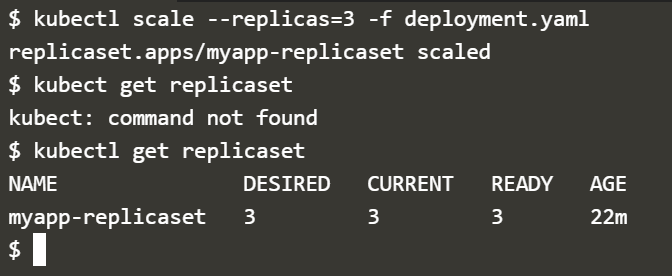 $ kubectl scale --replicas=3 -f deployment.yaml
replicaset.apps/myapp-replicaset scaled
$ kubect get replicaset
kubect: command not found
$ kubectl get replicaset
NAME DESIRED CURRENT READY AGE
myapp-replicaset 3 3 3 22m
$